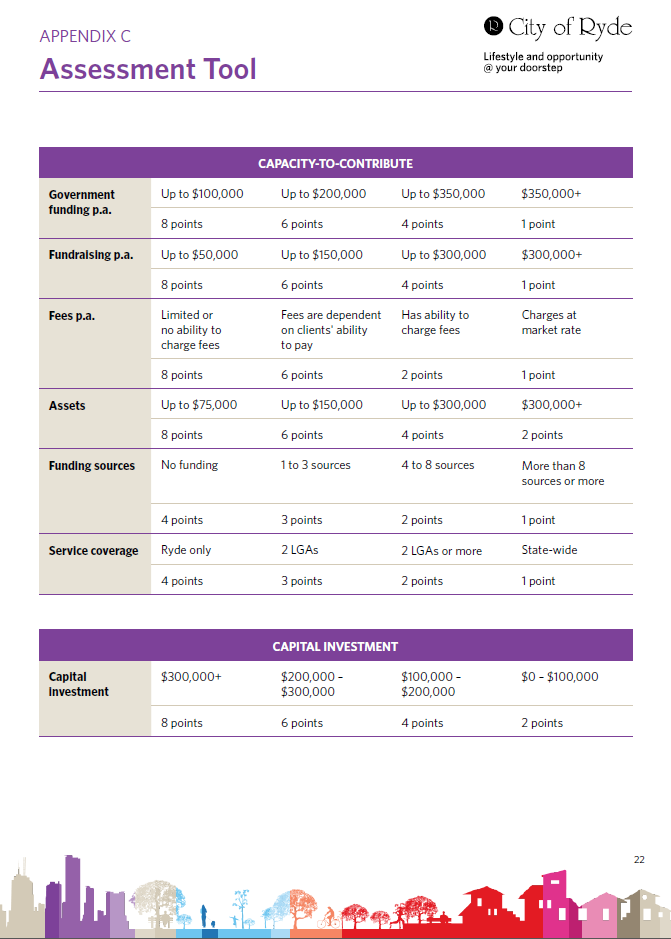 APPENDIX C
Assessment Tool
City of Ryde
Lifestyle and opportunity
@ your doorstep
CAPACITY-TO-CONTRIBUTE
Government
funding p.a.
Up to $100,000
Up to $200,000
Up to $350,000
$350,000+
8 points
6 points
4 points
1 point
Fundraising p.a.
Up to $50,000
Up to $150,000
Up to $300,000
$300,000+
8 points
6 points
4 points
1 point
Fees p.a.
Limited or
no ability to
charge fees
Fees are dependent
on clients' ability
to pay
Has ability to
charge fees
Charges at
market rate
8 points
6 points
2 points
1 point
Assets
Up to $75,000
Up to $150,000
Up to $300,000
$300,000+
8 points
6 points
4 points
2 points
Funding sources
No funding
1 to 3 sources
4 to 8 sources
More than 8
sources or more
4 points
3 points
2 points
1 point
Service coverage
Ryde only
2 LGAs
2 LGAs or more
State-wide
4 points
3 points
2 points
1 point
CAPITAL INVESTMENT
Capital
investment
$300,000+
$200,000 –
$300,000
$100,000 –
$200,000
$0 – $100,000
8 points
6 points
4 points
2 points
22